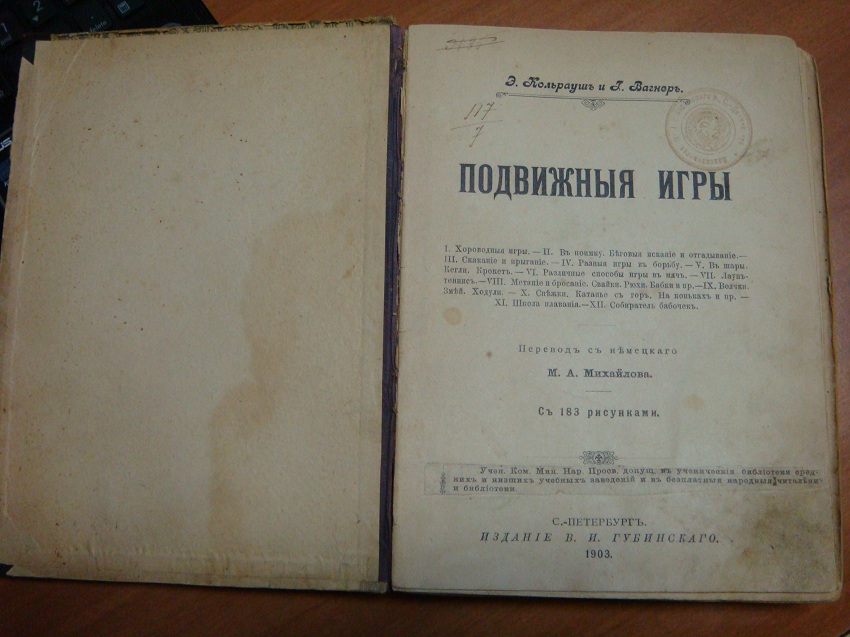 117
7
Э. Кольраушъ и Г. Вагнеръ.
ПОДВИЖНЫЯ ИГРЫ
I. Хороводныя игры. — II. Въ понику. Бѣговыя исканіе и отгадываніе.—
III. Скаканіе и прыганіе. — IV. Разныя игры въ борьбу. — V. Въ шары.
Кегли. Крокетъ. — VI. Различные способы игры въ мячъ. — VII. Лаунъ-
теннисъ.—VIII. Метаніе и бросаніе. Свайки. Рюхи. Бабки и пр.—IX. Волчки.
Змѣй. Ходули. — X. Снѣжки. Катанье съ горъ. На конькахъ и пр. —
XI. Школа плаванія.—XII. Собиратель бабочекъ.
Переводъ съ нѣмецкаго
М. А. Михайлова.
Съ 183 рисунками.
Учен. Ком. Мин. Нар. Просв. допущ. въ ученическія библіотеки сред-
нихъ и низшихъ учебныхъ заведеній и въ безплатныя народныя читальни
и библіотеки
С.-ПЕТЕРБУРГЪ.
ИЗДАНІЕ В. И. ГУБИНСКАГО.
1903.